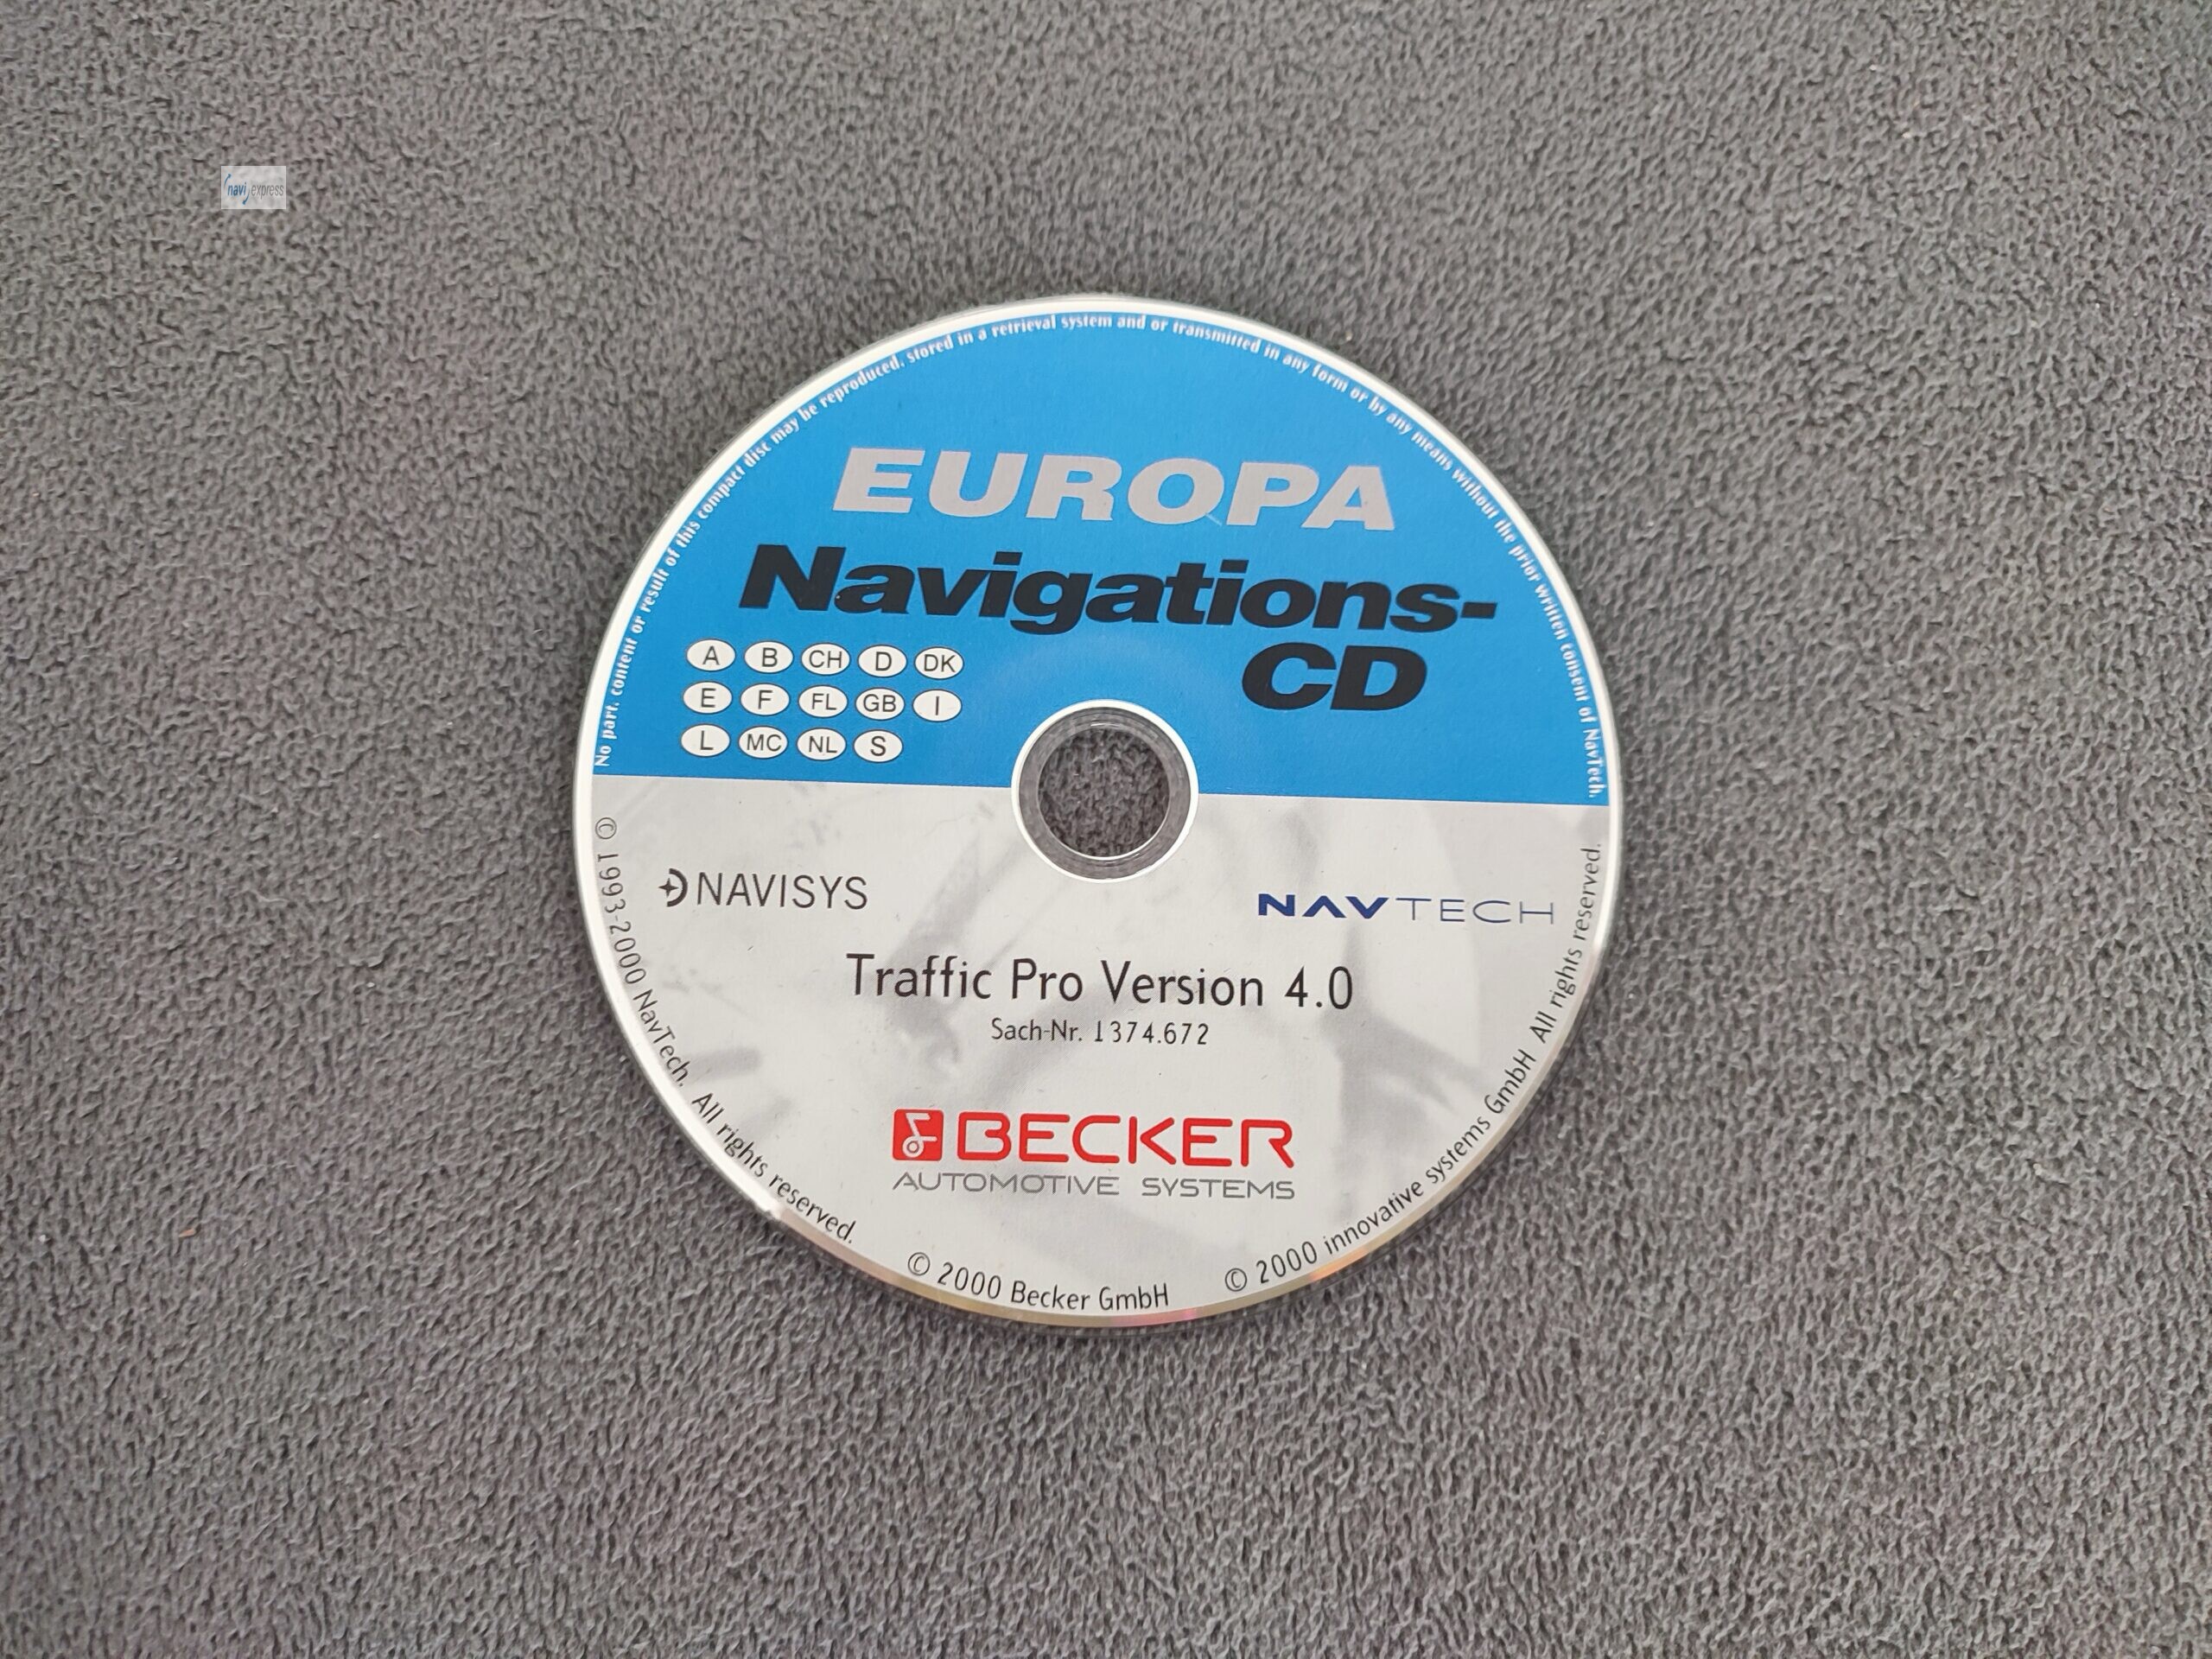 navi express
No part. content or result of this compact disc may be reproduced. stored in a retrieval system and or transmitted in any form or by any means without the prior written consent of NavTech.
EUROPA
Navigations-
CD
A B CH D DK
E F FL GB I
L MC NL S
NAVISYS
NAVTECH
Traffic Pro Version 4.0
Sach-Nr. 1374.672
BECKER
AUTOMOTIVE SYSTEMS
© 1993-2000 NavTech. All rights reserved.
© 2000 Becker GmbH
© 2000 innovative systems GmbH All rights reserved.